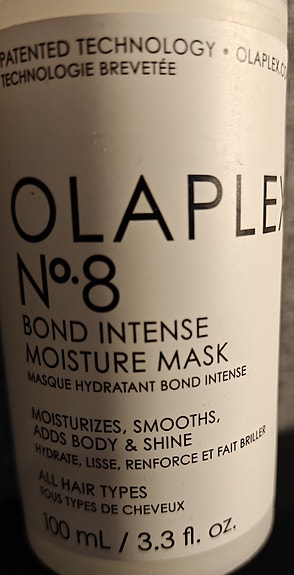 PATENTED TECHNOLOGY • OLAPLEX.CO
TECHNOLOGIE BREVETÉE
OLAPLEX
Nº.8
BOND INTENSE
MOISTURE MASK
MASQUE HYDRATANT BOND INTENSE
MOISTURIZES, SMOOTHS,
ADDS BODY & SHINE
HYDRATE, LISSE, RENFORCE ET FAIT BRILLER
ALL HAIR TYPES
TOUS TYPES DE CHEVEUX
100 mL / 3.3 fl. oz.